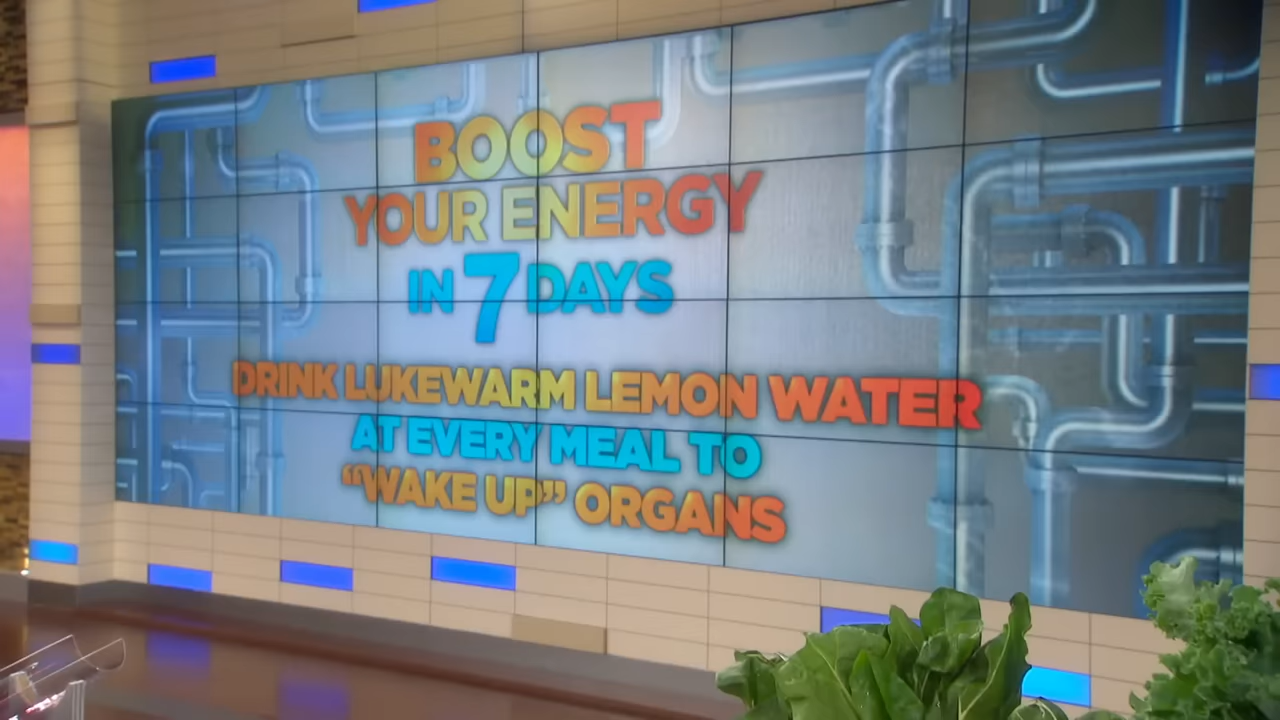 BOOST
YOUR ENERGY
IN 7 DAYS
DRINK LUKEWARM LEMON WATER
AT EVERY MEAL TO
“WAKE UP” ORGANS